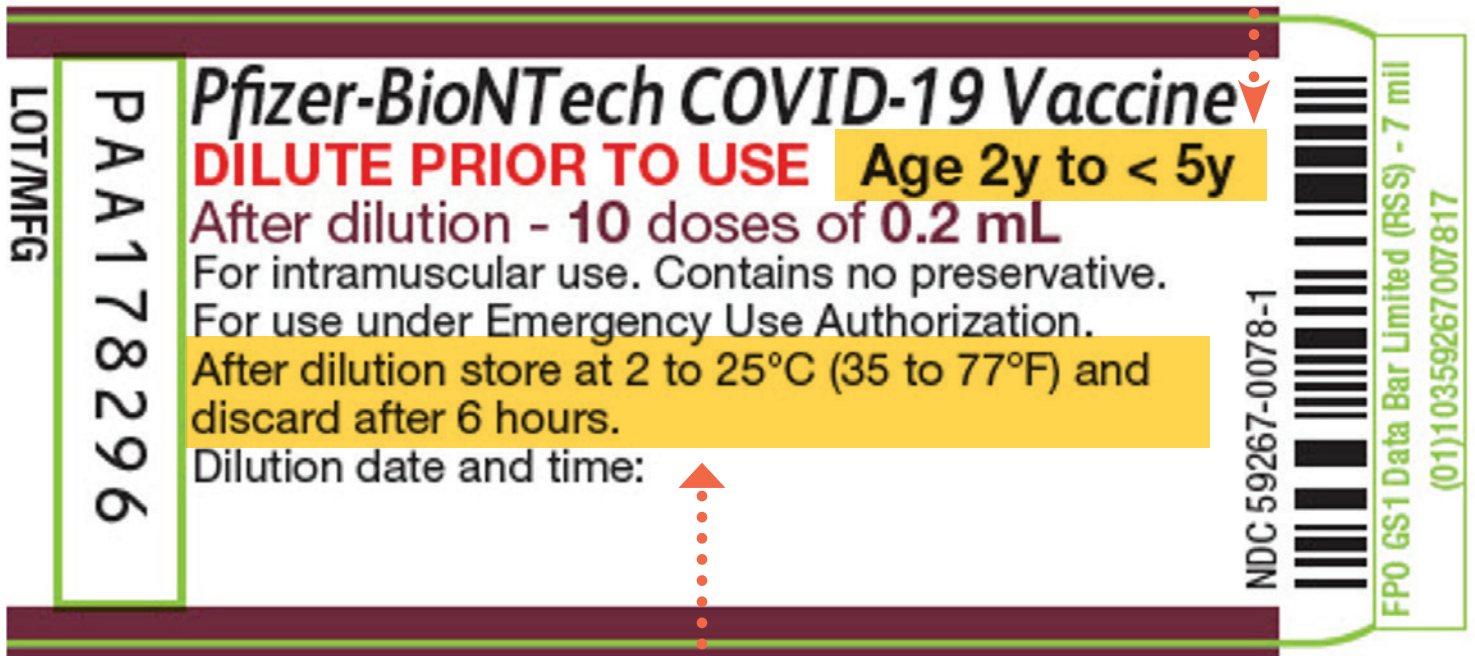 LOT/MFG
PAA178296
Pfizer-BioNTech COVID-19 Vaccine
DILUTE PRIOR TO USE Age 2y to < 5y
After dilution - 10 doses of 0.2 mL
For intramuscular use. Contains no preservative.
For use under Emergency Use Authorization.
After dilution store at 2 to 25ºC (35 to 77ºF) and
discard after 6 hours.
Dilution date and time:
NDC 59267-0078-1
FPO GS1 Data Bar Limited (RSS) - 7 mil
(01)10359267007817